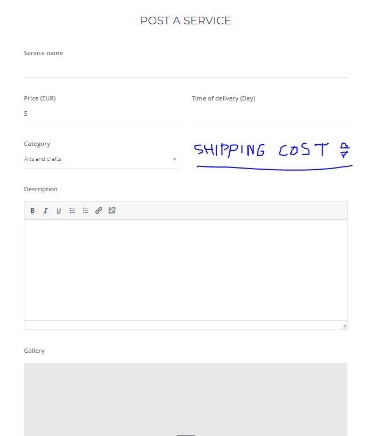 POST A SERVICE
Service name
Price (EUR)
Time of delivery (Day)
5
Category
Arts and crafts
SHIPPING COST
Description
B I U
Gallery